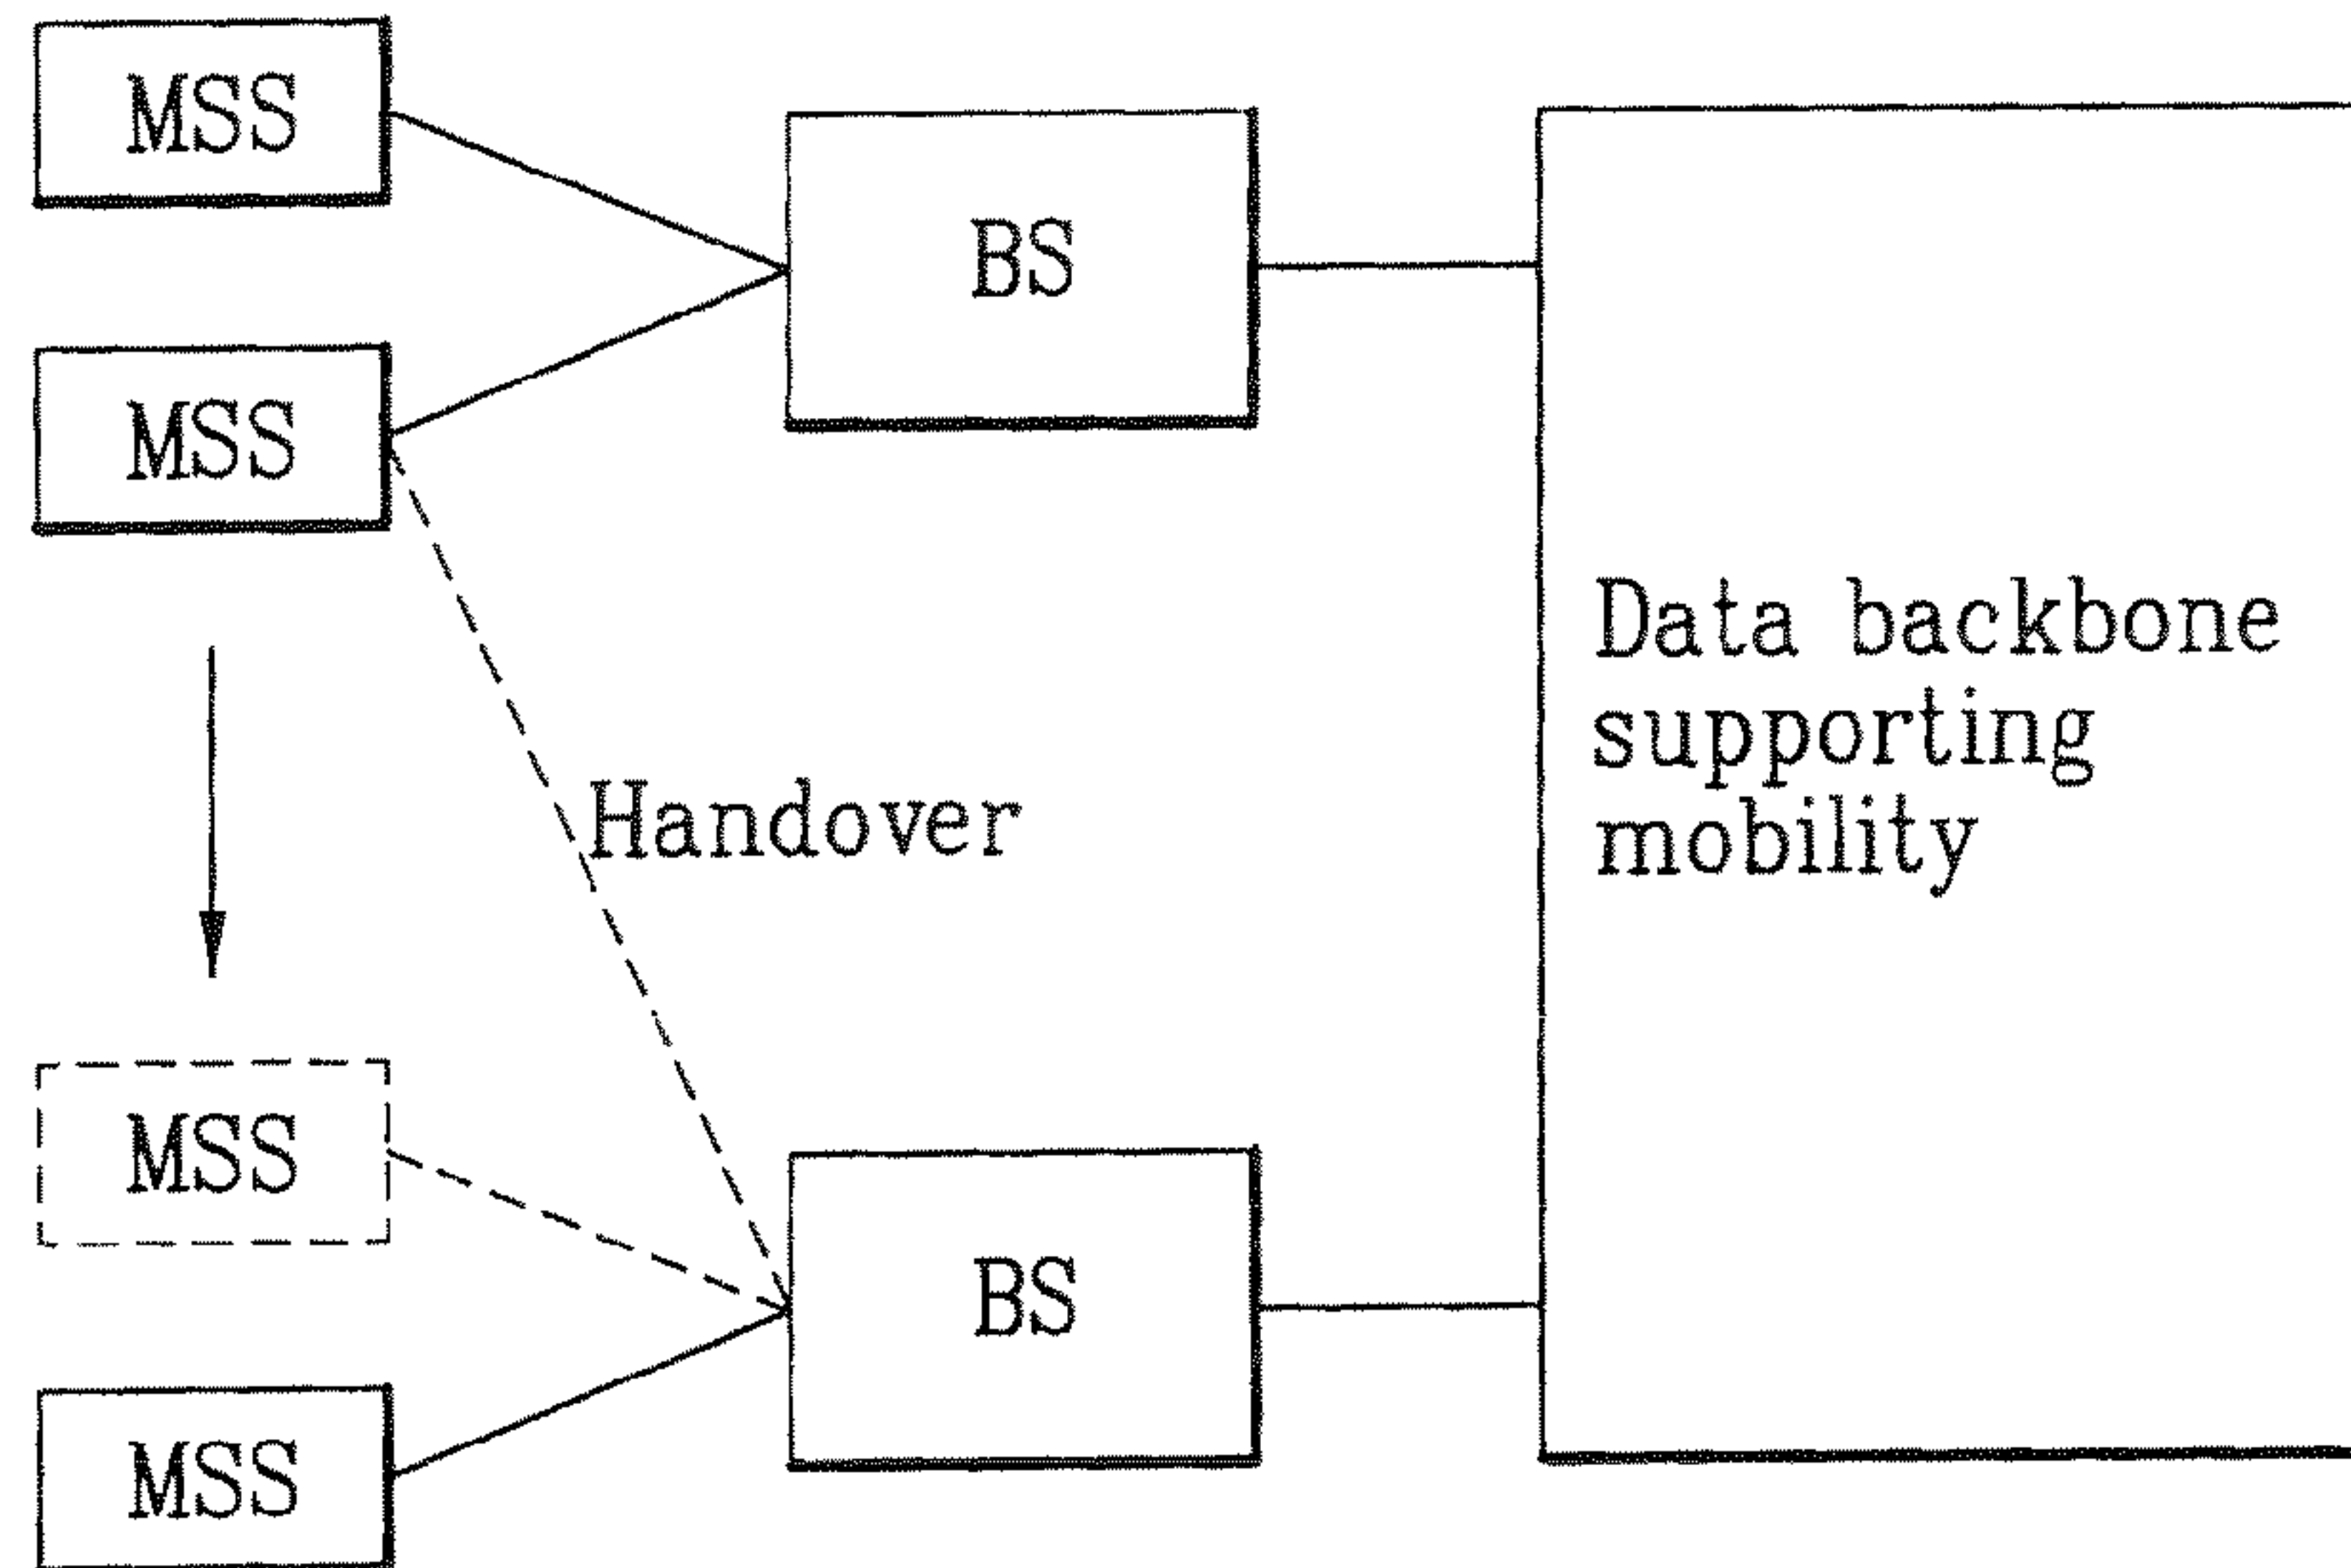 MSS
BS
MSS
Data backbone
supporting
mobility
Handover
MSS
BS
MSS